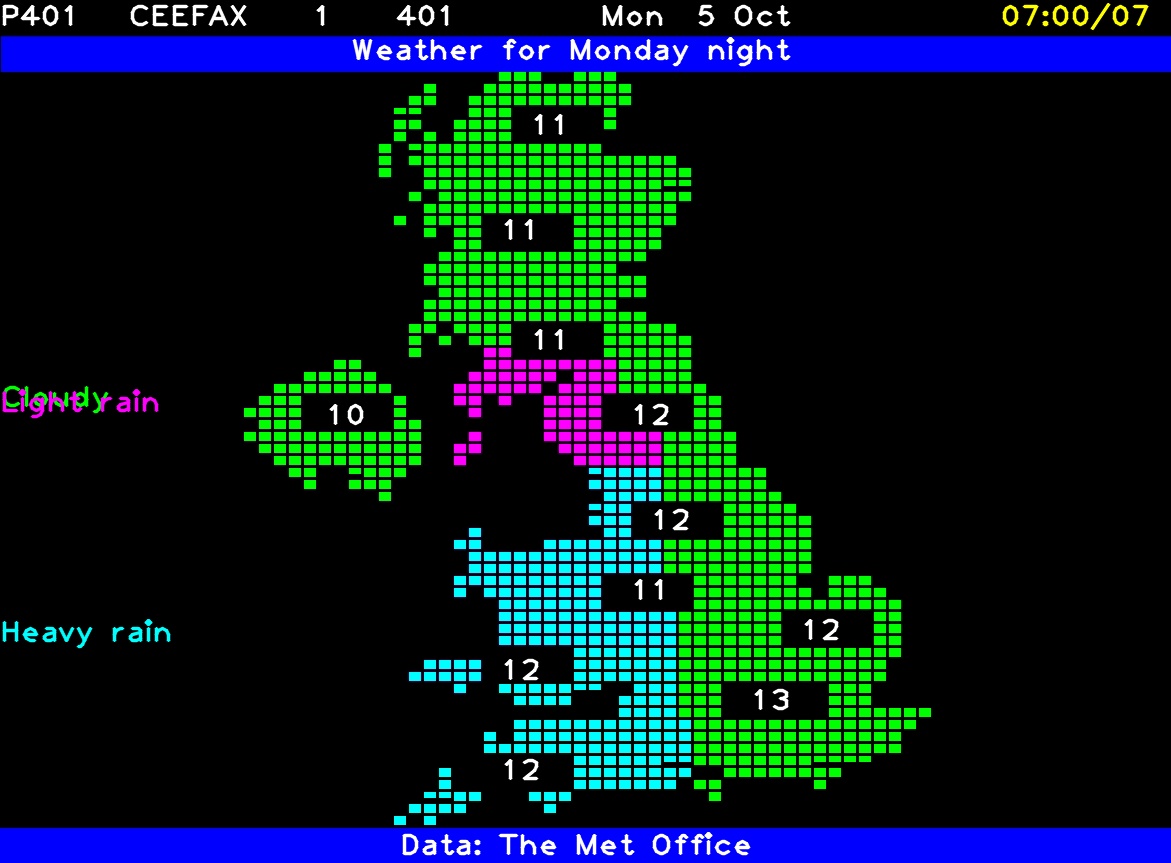 P401 CEEFAX 1 401 Mon 5 Oct 07:00/07
Weather for Monday night
11
11
11
Cloudy
Light rain
10 12
12
11
12
Heavy rain
12
13
12
Data: The Met Office